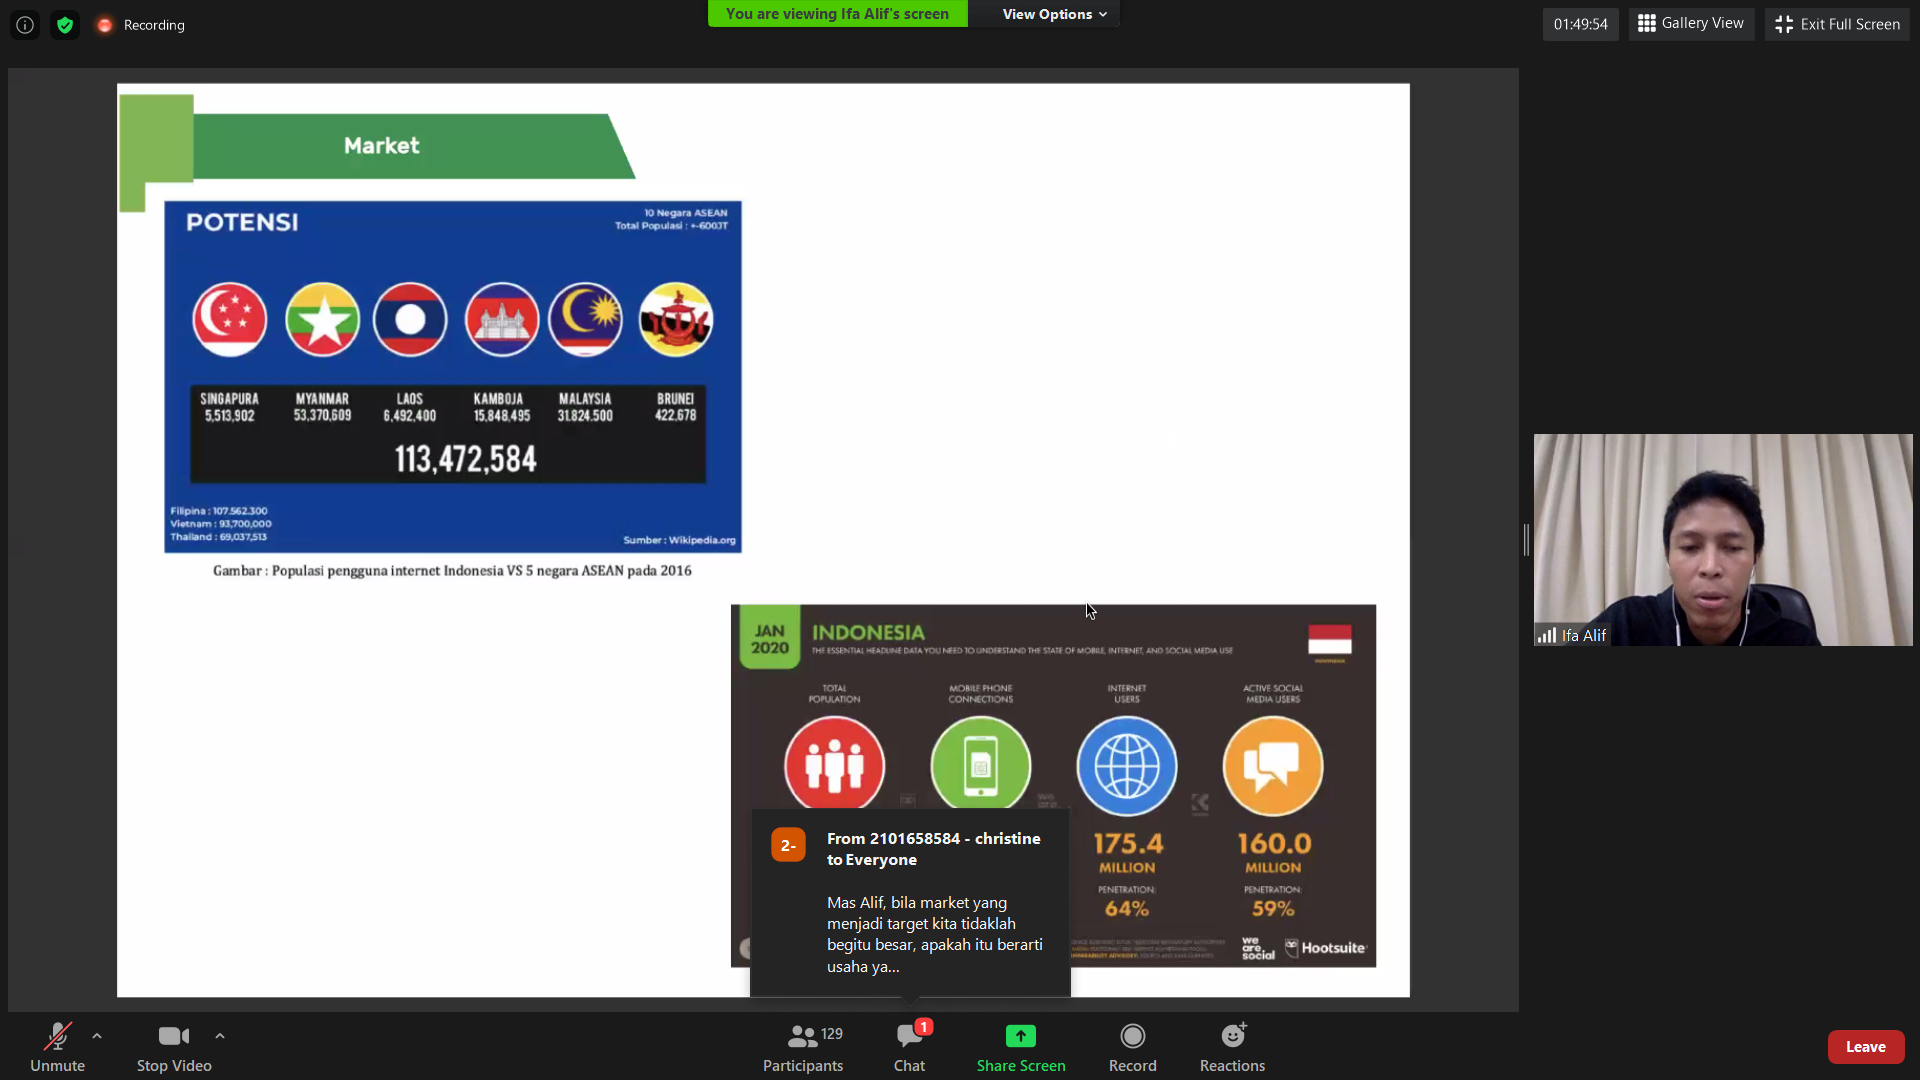 Recording
You are viewing Ifa Alif's screen
View Options
01:49:54
Gallery View
Exit Full Screen
Market
POTENSI
10 Negara ASEAN
Total Populasi : +-600JT
SINGAPURA
5,513,902
MYANMAR
53,370,609
LAOS
6,492,400
KAMBOJA
15,848,495
MALAYSIA
31.824.500
BRUNEI
422,678
113,472,584
Filipina : 107.562.300
Vietnam : 93,700,000
Thailand : 69,037,513
Sumber : Wikipedia.org
Gambar : Populasi pengguna internet Indonesia VS 5 negara ASEAN pada 2016
JAN
2020
INDONESIA
THE ESSENTIAL HEADLINE DATA YOU NEED TO UNDERSTAND THE STATE OF MOBILE, INTERNET, AND SOCIAL MEDIA USE
INDONESIA
TOTAL
POPULATION
MOBILE PHONE
CONNECTIONS
INTERNET
USERS
ACTIVE SOCIAL
MEDIA USERS
175.4
MILLION
PENETRATION:
64%
160.0
MILLION
PENETRATION:
59%
we
are
social
Hootsuite
2-
From 2101658584 - christine
to Everyone
Mas Alif, bila market yang
menjadi target kita tidaklah
begitu besar, apakah itu berarti
usaha ya...
Ifa Alif
Unmute
Stop Video
129
Participants
1
Chat
Share Screen
Record
Reactions
Leave